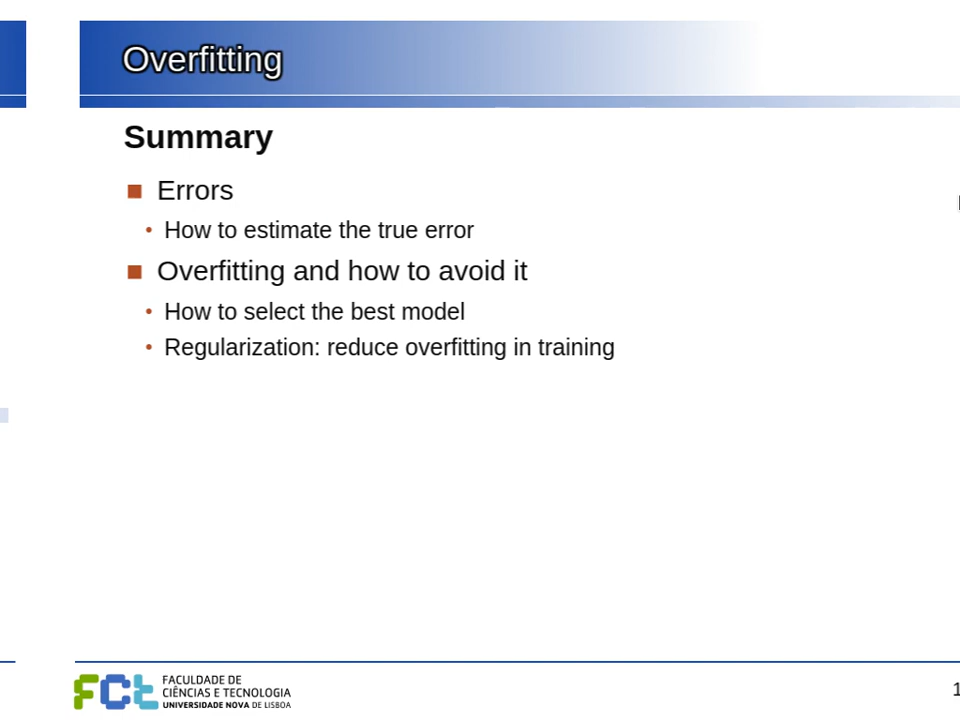 Overfitting
Summary
Errors
How to estimate the true error
Overfitting and how to avoid it
How to select the best model
Regularization: reduce overfitting in training
FCt FACULDADE DE
CIÊNCIAS E TECNOLOGIA
UNIVERSIDADE NOVA DE LISBOA
1